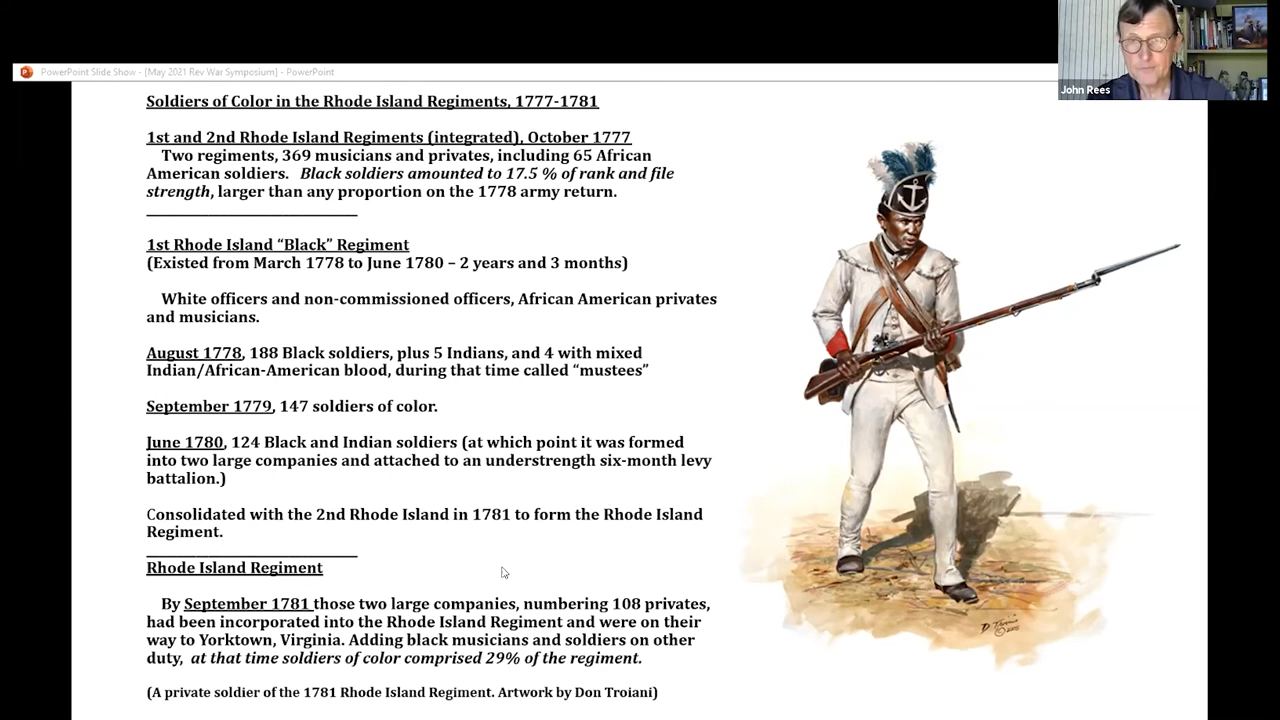 PowerPoint Slide Show - [May 2021 Rev War Symposium] - PowerPoint
John Rees
Soldiers of Color in the Rhode Island Regiments, 1777-1781
1st and 2nd Rhode Island Regiments (integrated), October 1777
Two regiments, 369 musicians and privates, including 65 African
American soldiers. Black soldiers amounted to 17.5 % of rank and file
strength, larger than any proportion on the 1778 army return.
1st Rhode Island “Black” Regiment
(Existed from March 1778 to June 1780 – 2 years and 3 months)
White officers and non-commissioned officers, African American privates
and musicians.
August 1778, 188 Black soldiers, plus 5 Indians, and 4 with mixed
Indian/African-American blood, during that time called “mustees”
September 1779, 147 soldiers of color.
June 1780, 124 Black and Indian soldiers (at which point it was formed
into two large companies and attached to an understrength six-month levy
battalion.)
Consolidated with the 2nd Rhode Island in 1781 to form the Rhode Island
Regiment.
Rhode Island Regiment
By September 1781 those two large companies, numbering 108 privates,
had been incorporated into the Rhode Island Regiment and were on their
way to Yorktown, Virginia. Adding black musicians and soldiers on other
duty, at that time soldiers of color comprised 29% of the regiment.
(A private soldier of the 1781 Rhode Island Regiment. Artwork by Don Troiani)
D Troiani